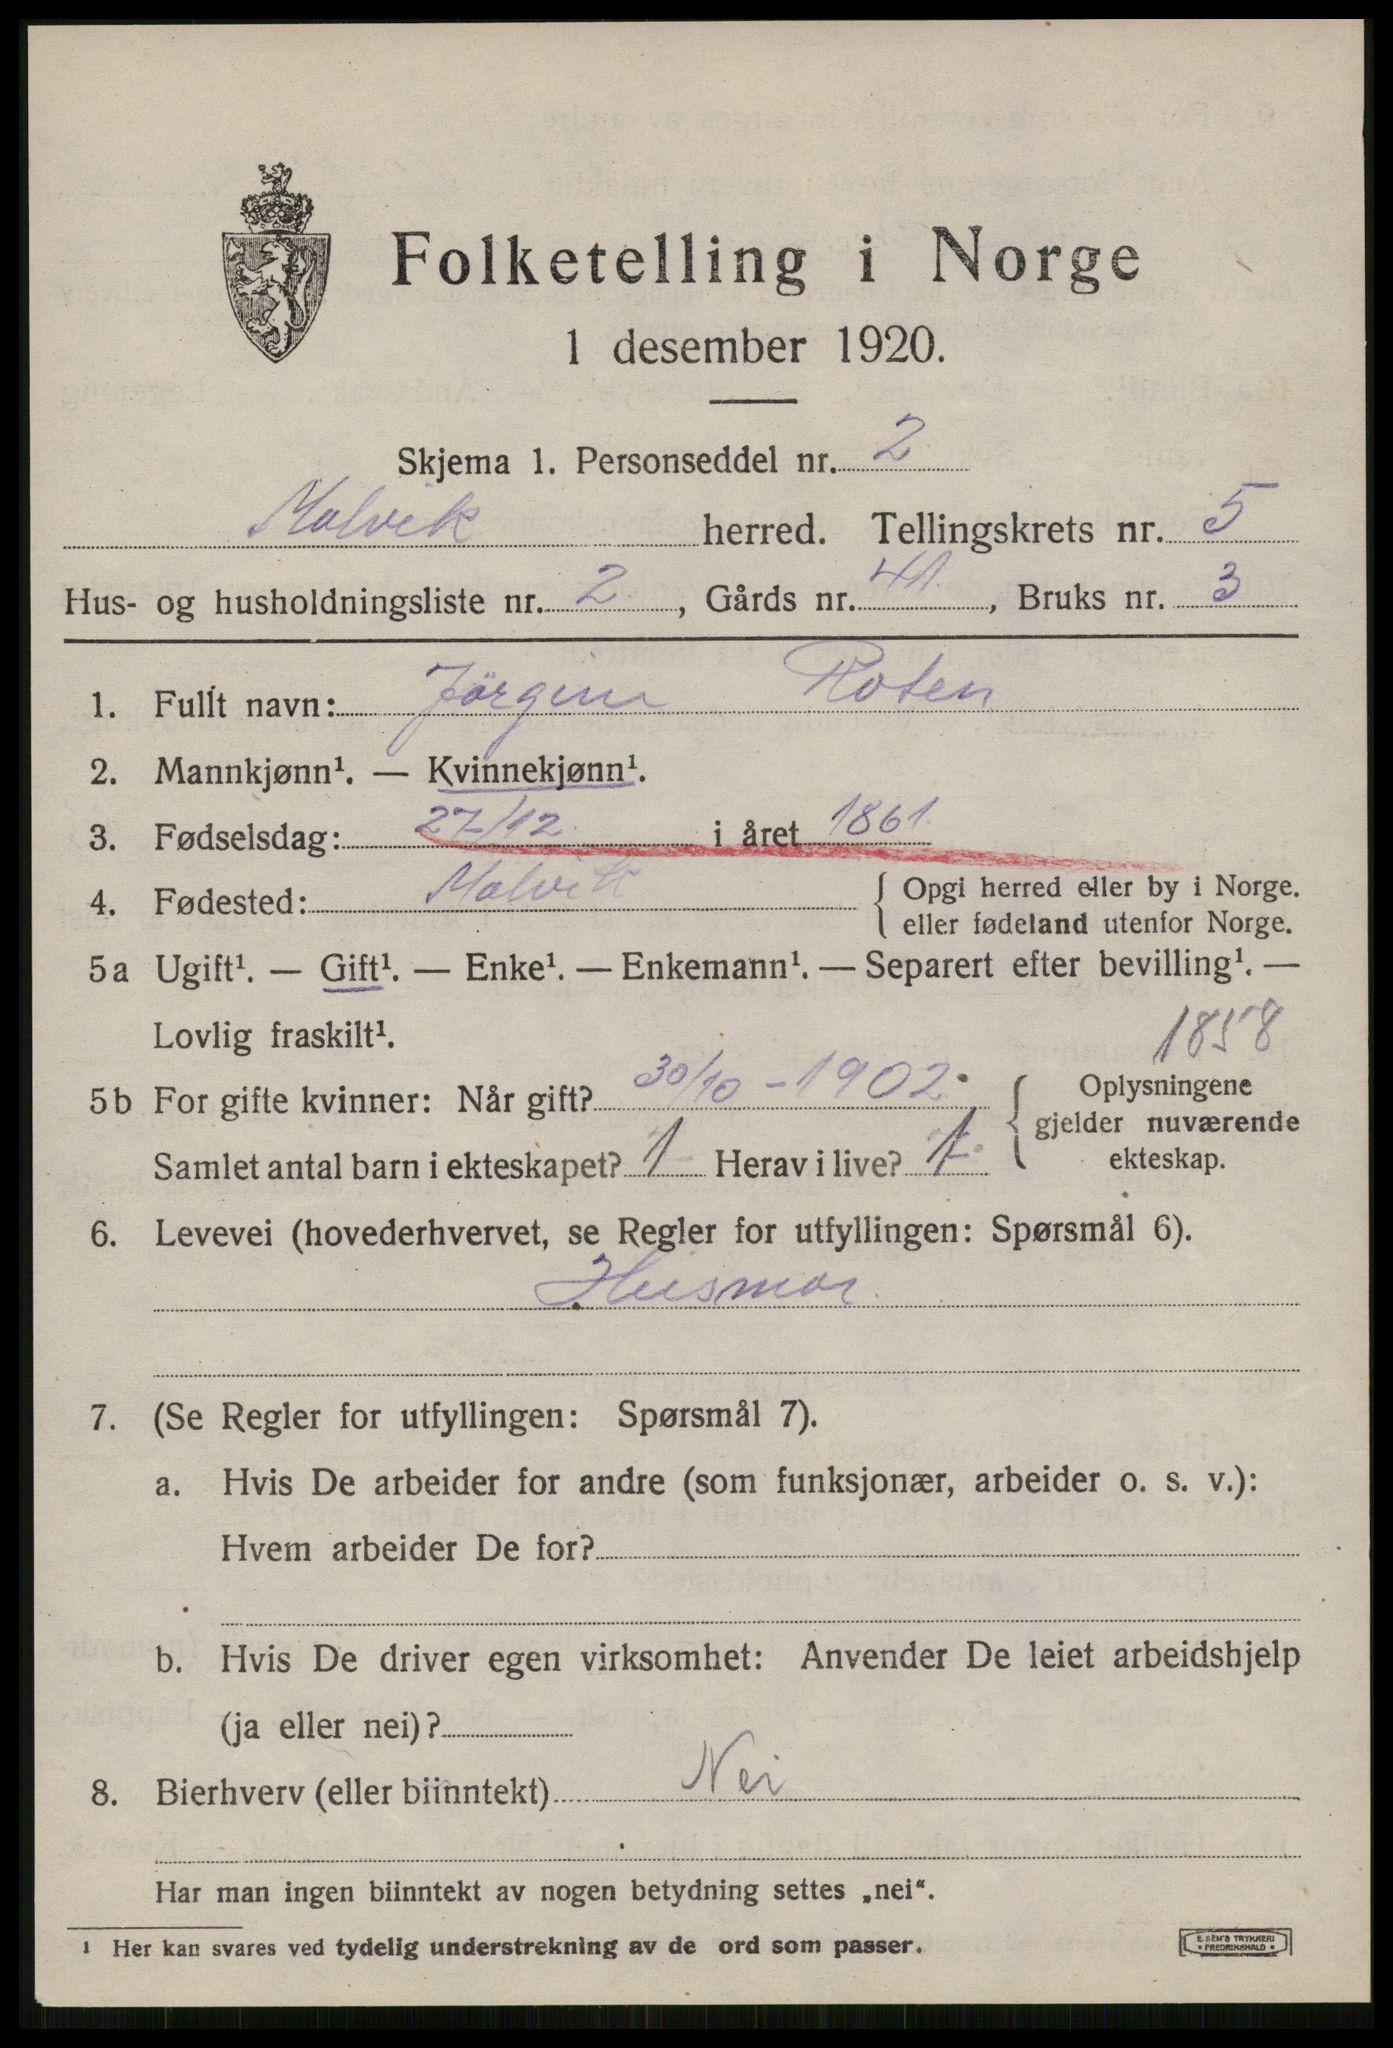 Folketelling i Norge
1 desember 1920.
Skjema 1. Personseddel nr. 2
Malvik herred. Tellingskrets nr. 5
Hus- og husholdningsliste nr. 2, Gårds nr. 41, Bruks nr. 3
1. Fullt navn: Jörgina Roten
2. Mannkjønn¹. — Kvinnekjønn¹.
3. Fødselsdag: 27/12 i året 1861
4. Fødested: Malvik { Opgi herred eller by i Norge.
eller fødeland utenfor Norge.
5a Ugift¹. — Gift¹. — Enke¹. — Enkemann¹. — Separert efter bevilling¹. —
Lovlig fraskilt¹. 1858
5b For gifte kvinner: Når gift? 30/10 - 1902. { Oplysningene
gjelder nuværende
Samlet antal barn i ekteskapet? 1 Herav i live? 1 ekteskap.
6. Levevei (hovederhvervet, se Regler for utfyllingen: Spørsmål 6).
Husmor.
7. (Se Regler for utfyllingen: Spørsmål 7).
a. Hvis De arbeider for andre (som funksjonær, arbeider o. s. v.):
Hvem arbeider De for?
b. Hvis De driver egen virksomhet: Anvender De leiet arbeidshjelp
(ja eller nei)?
8. Bierhverv (eller biinntekt) Nei
Har man ingen biinntekt av nogen betydning settes „nei“.
¹ Her kan svares ved tydelig understrekning av de ord som passer.
E. SEM'S TRYKKERI
FREDRIKSHALD